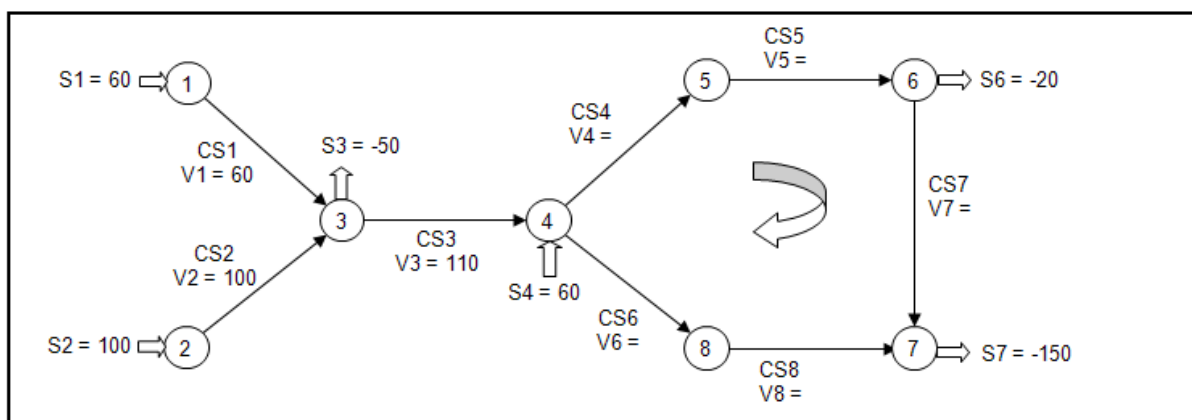 S1 = 60
1
CS1
V1 = 60
S2 = 100
2
CS2
V2 = 100
S3 = -50
3
CS3
V3 = 110
4
S4 = 60
CS4
V4 =
5
CS5
V5 =
6
S6 = -20
CS7
V7 =
CS6
V6 =
8
CS8
V8 =
7
S7 = -150